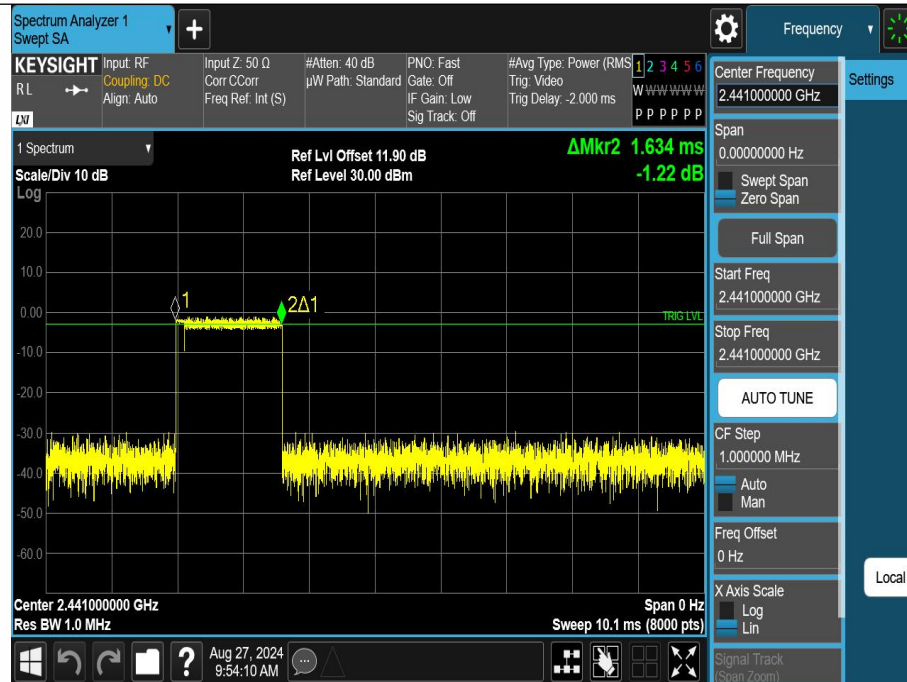 Spectrum Analyzer 1
Swept SA
+
Frequency
KEYSIGHT
RL
LXI
Input: RF
Coupling: DC
Align: Auto
Input Z: 50 Ω
Corr CCorr
Freq Ref: Int (S)
#Atten: 40 dB
µW Path: Standard
PNO: Fast
Gate: Off
IF Gain: Low
Sig Track: Off
#Avg Type: Power (RMS
Trig: Video
Trig Delay: -2.000 ms
1 2 3 4 5 6
W W W W W W
P P P P P P
1 Spectrum
Scale/Div 10 dB
Ref Lvl Offset 11.90 dB
Ref Level 30.00 dBm
ΔMkr2 1.634 ms
-1.22 dB
Log
20.0
10.0
0.00
-10.0
-20.0
-30.0
-40.0
-50.0
-60.0
1
2Δ1
TRIG LVL
Center 2.441000000 GHz
Res BW 1.0 MHz
Span 0 Hz
Sweep 10.1 ms (8000 pts)
?
Aug 27, 2024
9:54:10 AM
Center Frequency
2.441000000 GHz
Span
0.00000000 Hz
Swept Span
Zero Span
Full Span
Start Freq
2.441000000 GHz
Stop Freq
2.441000000 GHz
AUTO TUNE
CF Step
1.000000 MHz
Auto
Man
Freq Offset
0 Hz
X Axis Scale
Log
Lin
Signal Track
(Span Zoom)
Settings
Local